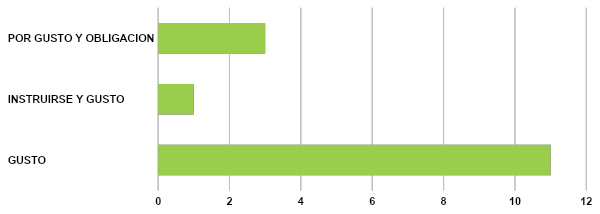 POR GUSTO Y OBLIGACION
INSTRUIRSE Y GUSTO
GUSTO
0 2 4 6 8 10 12